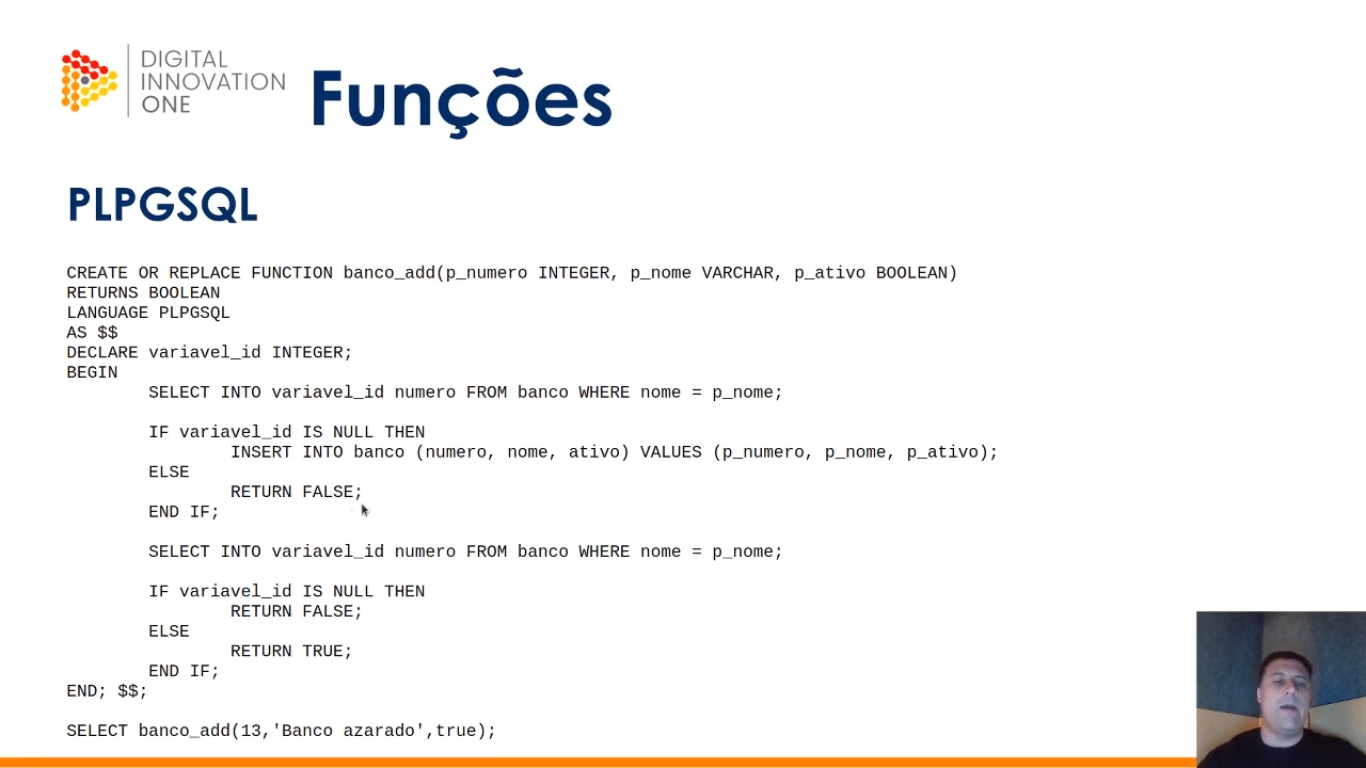 DIGITAL
INNOVATION
ONE
Funções
PLPGSQL
CREATE OR REPLACE FUNCTION banco_add(p_numero INTEGER, p_nome VARCHAR, p_ativo BOOLEAN)
RETURNS BOOLEAN
LANGUAGE PLPGSQL
AS $$
DECLARE variavel_id INTEGER;
BEGIN
SELECT INTO variavel_id numero FROM banco WHERE nome = p_nome;
IF variavel_id IS NULL THEN
INSERT INTO banco (numero, nome, ativo) VALUES (p_numero, p_nome, p_ativo);
ELSE
RETURN FALSE;
END IF;
SELECT INTO variavel_id numero FROM banco WHERE nome = p_nome;
IF variavel_id IS NULL THEN
RETURN FALSE;
ELSE
RETURN TRUE;
END IF;
END; $$;
SELECT banco_add(13,'Banco azarado',true);